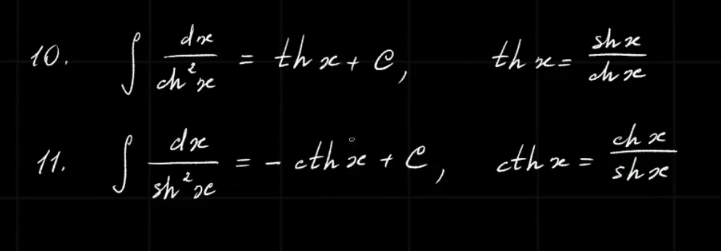 10. ∫ dx/ch²x = th x + C, th x = sh x/ch x
11. ∫ dx/sh²x = - cth x + C, cth x = ch x/sh x